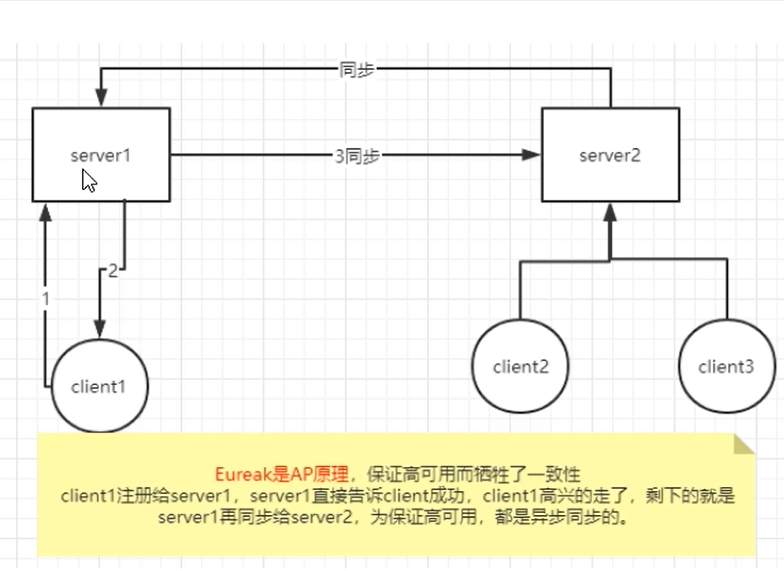 同步
server1
3同步
server2
2
1
client1
client2
client3
Eureak是AP原理，保证高可用而牺牲了一致性
client1注册给server1，server1直接告诉client成功，client1高兴的走了，剩下的就是
server1再同步给server2，为保证高可用，都是异步同步的。